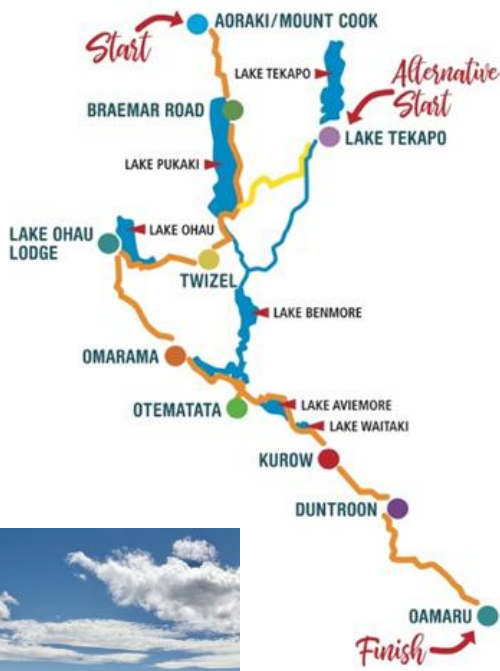 Start
AORAKI/MOUNT COOK
LAKE TEKAPO
Alternative
Start
BRAEMAR ROAD
LAKE TEKAPO
LAKE PUKAKI
LAKE OHAU
LAKE OHAU
LODGE
TWIZEL
LAKE BENMORE
OMARAMA
LAKE AVIEMORE
OTEMATATA
LAKE WAITAKI
KUROW
DUNTROON
OAMARU
Finish